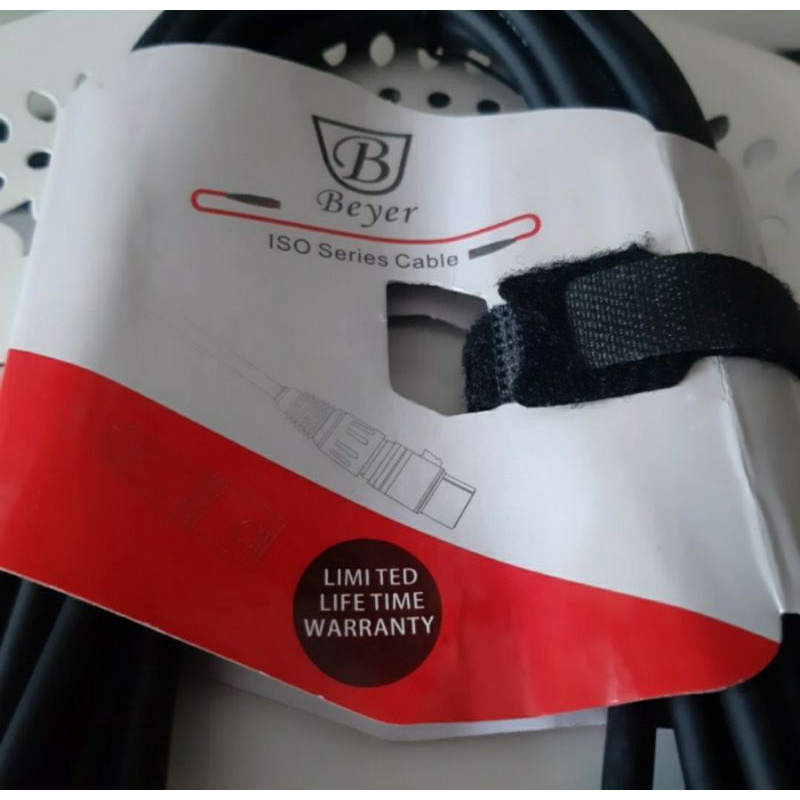 B
Beyer
ISO Series Cable
LIMITED
LIFE TIME
WARRANTY